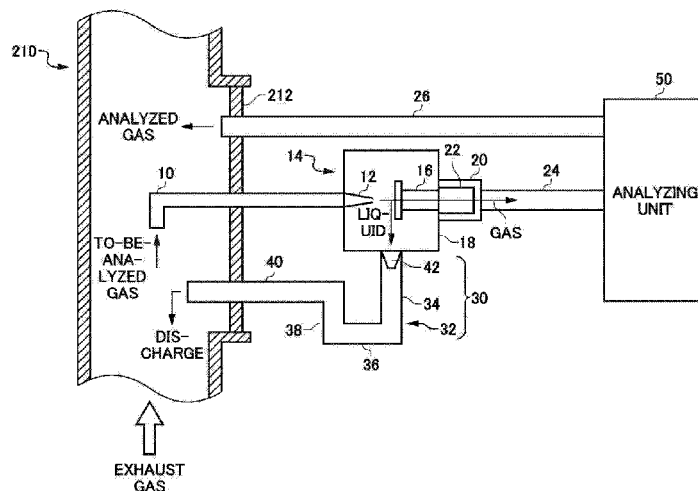 210
212
26
50
ANALYZED
GAS
14
20
10
12
16
22
24
ANALYZING
UNIT
LIQ-
UID
GAS
18
TO-BE-
ANA-
LYZED
GAS
40
42
34
30
38
32
DIS-
CHARGE
36
EXHAUST
GAS